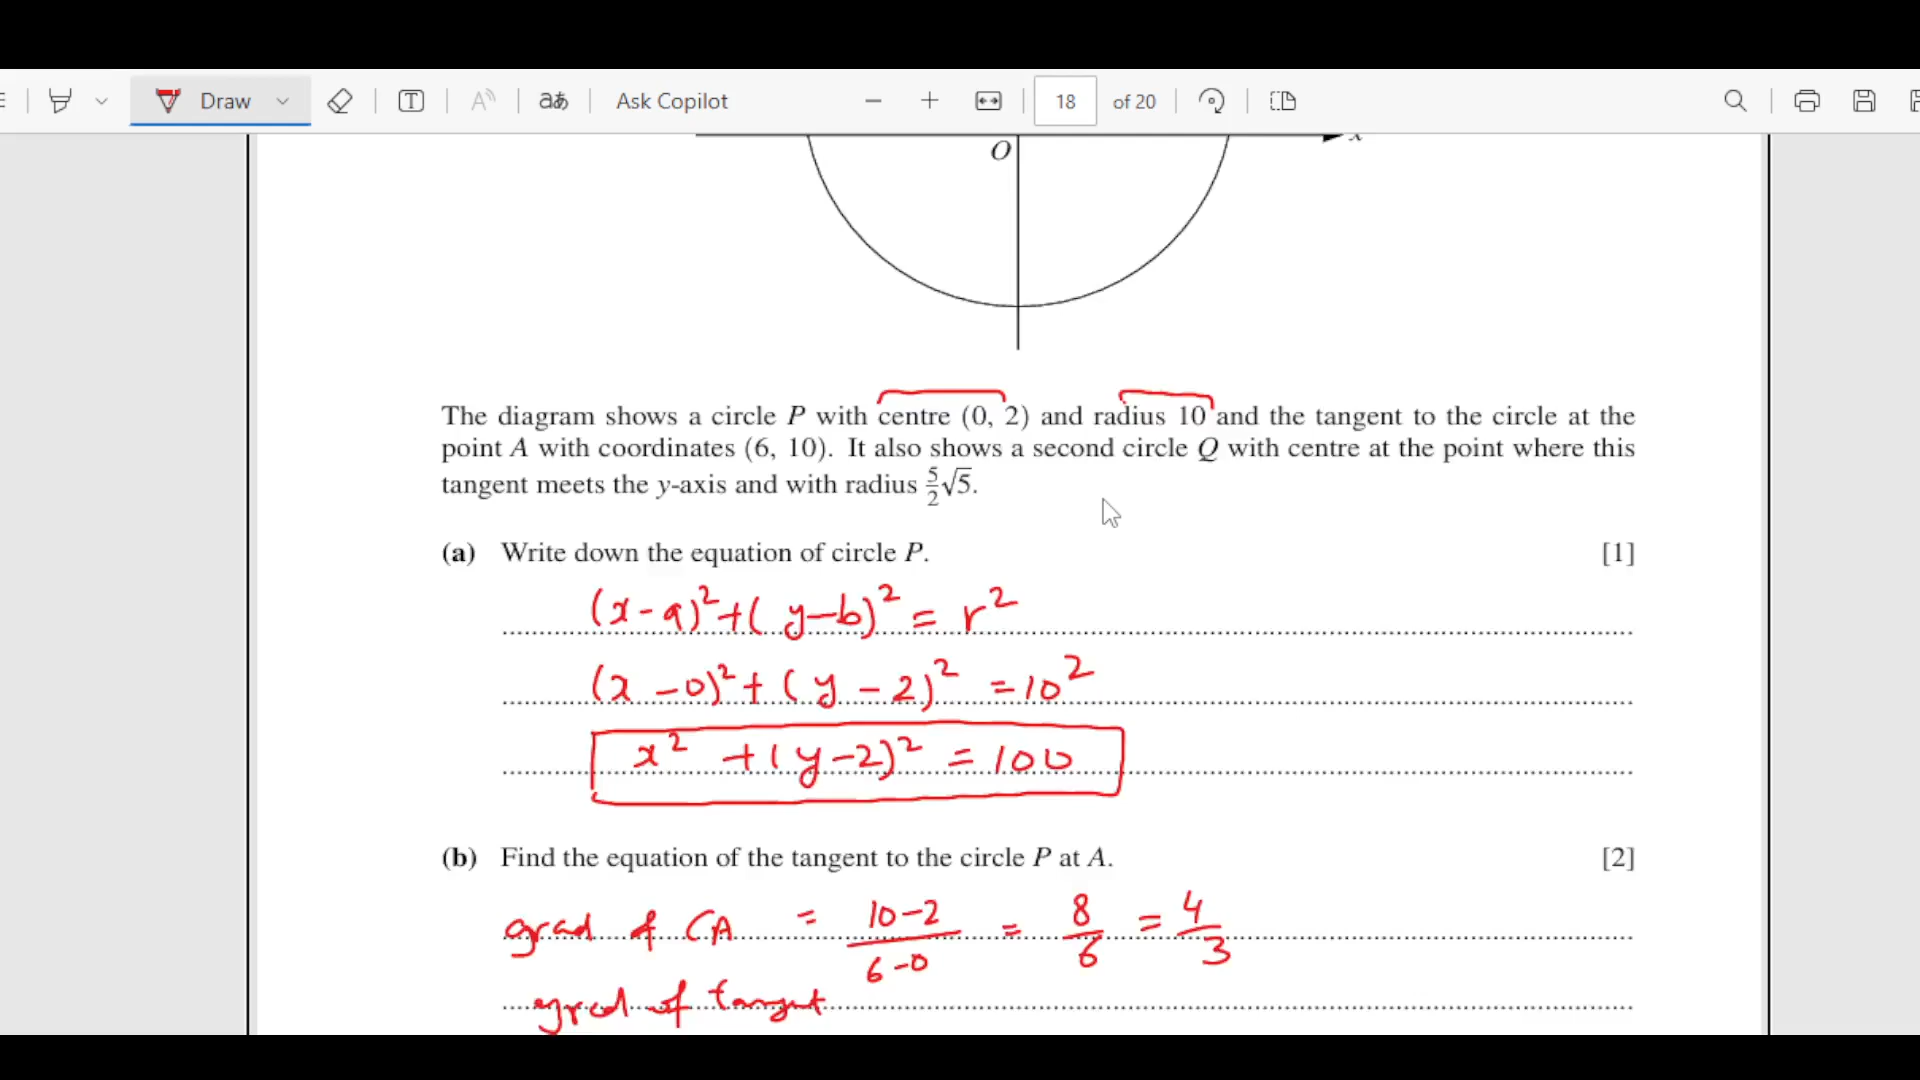 Draw aあ Ask Copilot 18 of 20
x
O
The diagram shows a circle P with centre (0, 2) and radius 10 and the tangent to the circle at the
point A with coordinates (6, 10). It also shows a second circle Q with centre at the point where this
tangent meets the y-axis and with radius 5/2√5.
(a) Write down the equation of circle P. [1]
(x-a)²+(y-b)² = r²
(x-0)²+(y-2)² = 10²
x² +(y-2)² = 100
(b) Find the equation of the tangent to the circle P at A. [2]
grad of CA = 10-2/6-0 = 8/6 = 4/3
grad of tangent